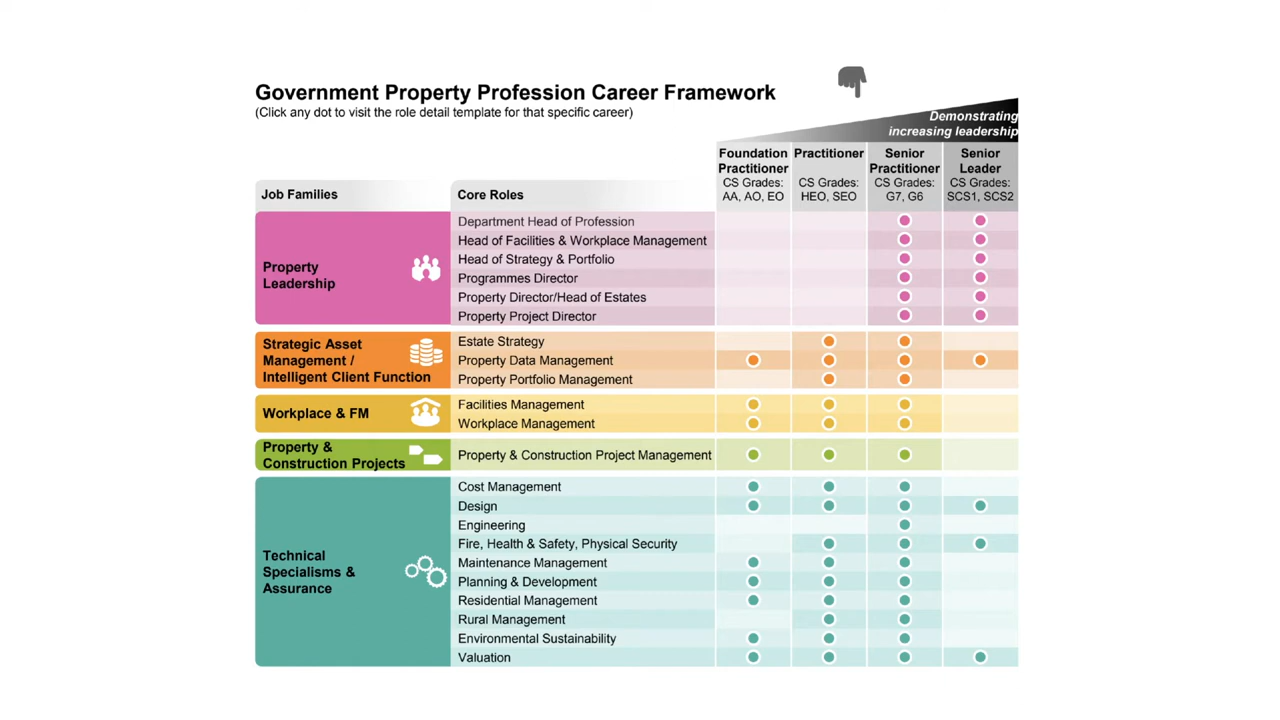 Government Property Profession Career Framework
(Click any dot to visit the role detail template for that specific career)
Demonstrating
increasing leadership
Foundation
Practitioner
CS Grades:
AA, AO, EO
Practitioner
CS Grades:
HEO, SEO
Senior
Practitioner
CS Grades:
G7, G6
Senior
Leader
CS Grades:
SCS1, SCS2
Job Families
Core Roles
Property
Leadership
Department Head of Profession
Head of Facilities & Workplace Management
Head of Strategy & Portfolio
Programmes Director
Property Director/Head of Estates
Property Project Director
Strategic Asset
Management /
Intelligent Client Function
Estate Strategy
Property Data Management
Property Portfolio Management
Workplace & FM
Facilities Management
Workplace Management
Property &
Construction Projects
Property & Construction Project Management
Technical
Specialisms &
Assurance
Cost Management
Design
Engineering
Fire, Health & Safety, Physical Security
Maintenance Management
Planning & Development
Residential Management
Rural Management
Environmental Sustainability
Valuation